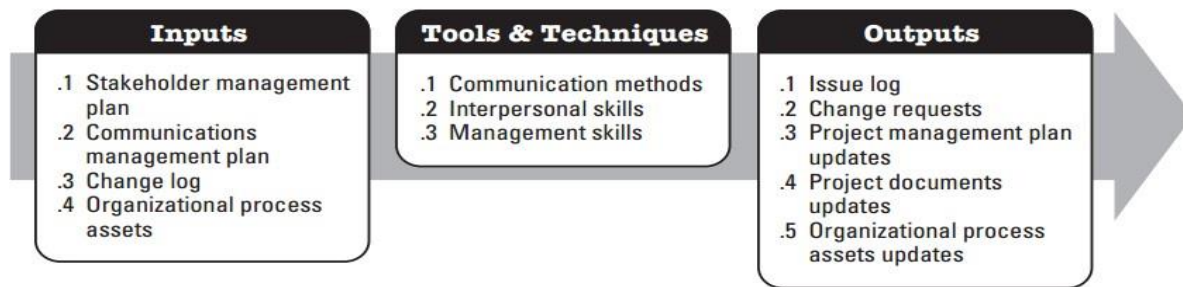 Inputs
.1 Stakeholder management
plan
.2 Communications
management plan
.3 Change log
.4 Organizational process
assets
Tools & Techniques
.1 Communication methods
.2 Interpersonal skills
.3 Management skills
Outputs
.1 Issue log
.2 Change requests
.3 Project management plan
updates
.4 Project documents
updates
.5 Organizational process
assets updates